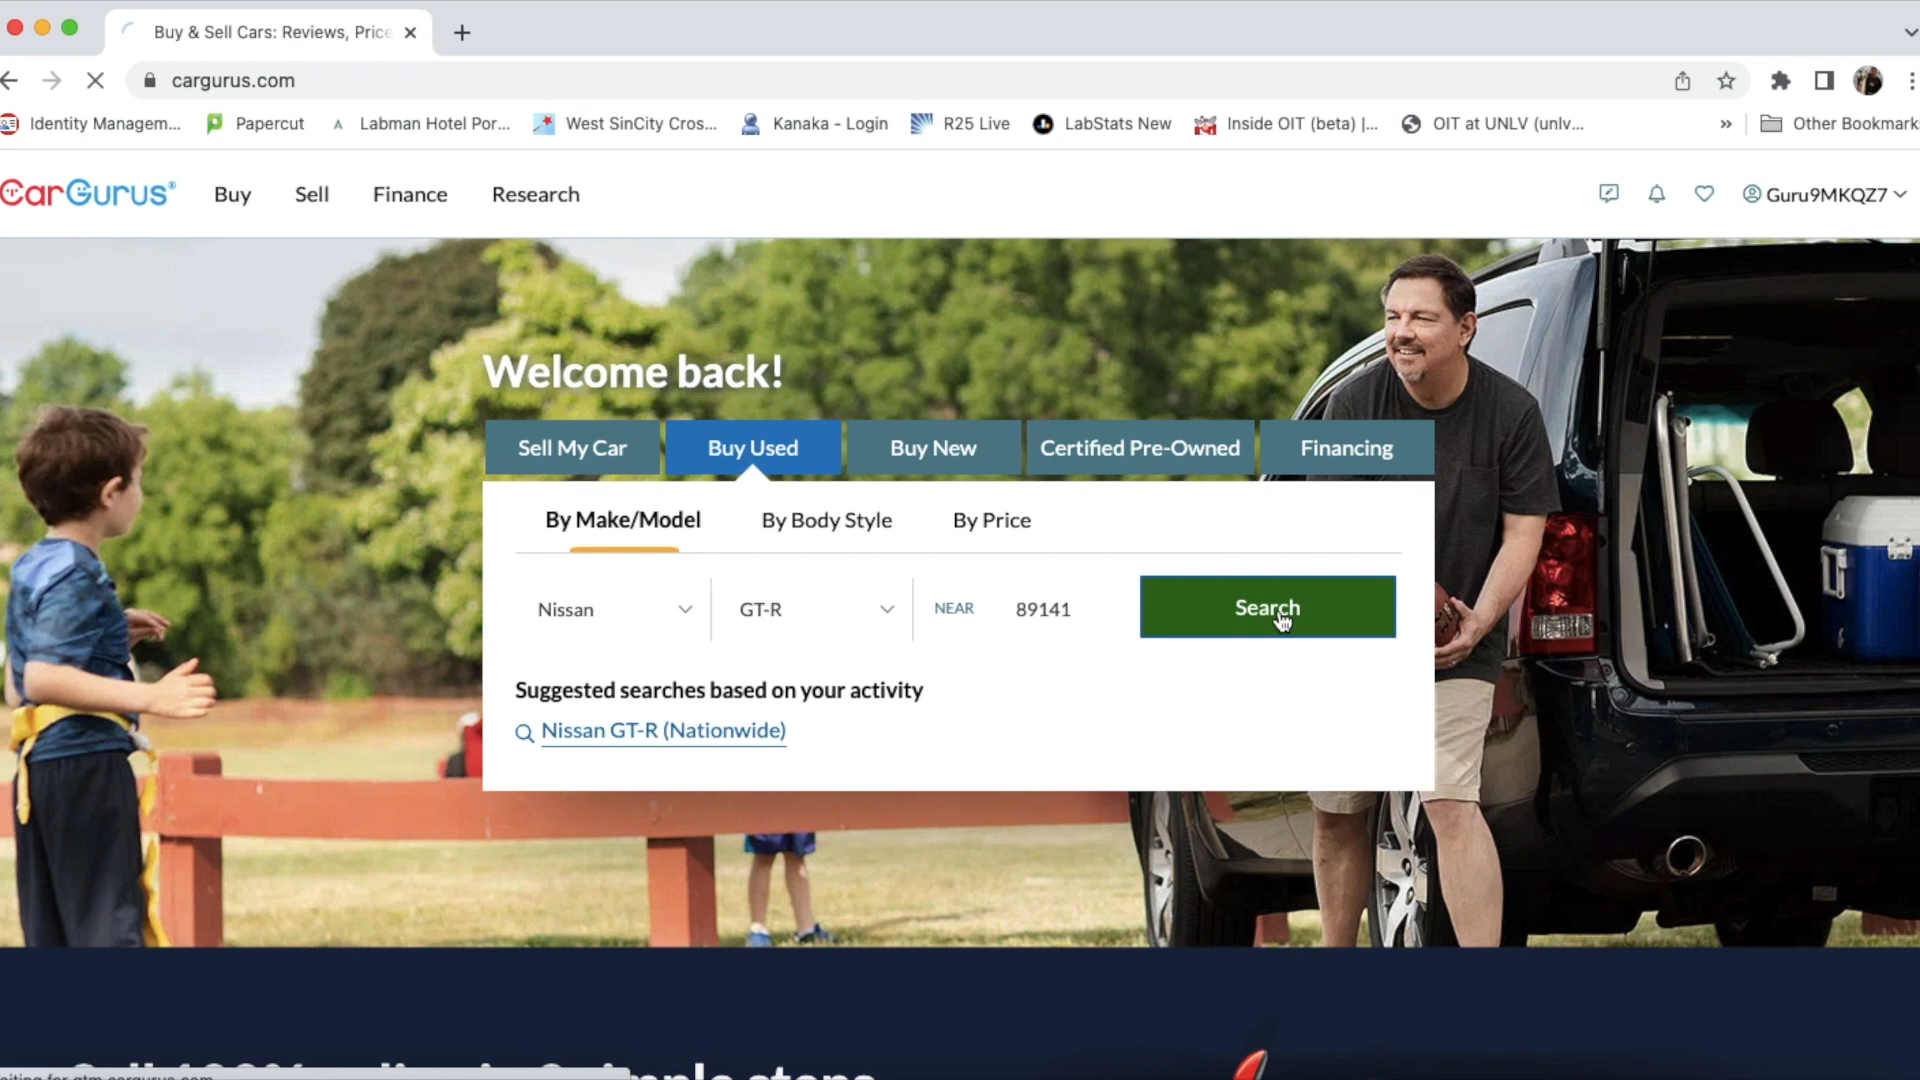 Buy & Sell Cars: Reviews, Price
cargurus.com
Identity Managem... Papercut Labman Hotel Por... West SinCity Cros... Kanaka - Login R25 Live LabStats New Inside OIT (beta) |... OIT at UNLV (unlv... » Other Bookmark
CarGurus® Buy Sell Finance Research Guru9MKQZ7
Welcome back!
Sell My Car Buy Used Buy New Certified Pre-Owned Financing
By Make/Model By Body Style By Price
Nissan GT-R NEAR 89141 Search
Suggested searches based on your activity
Nissan GT-R (Nationwide)